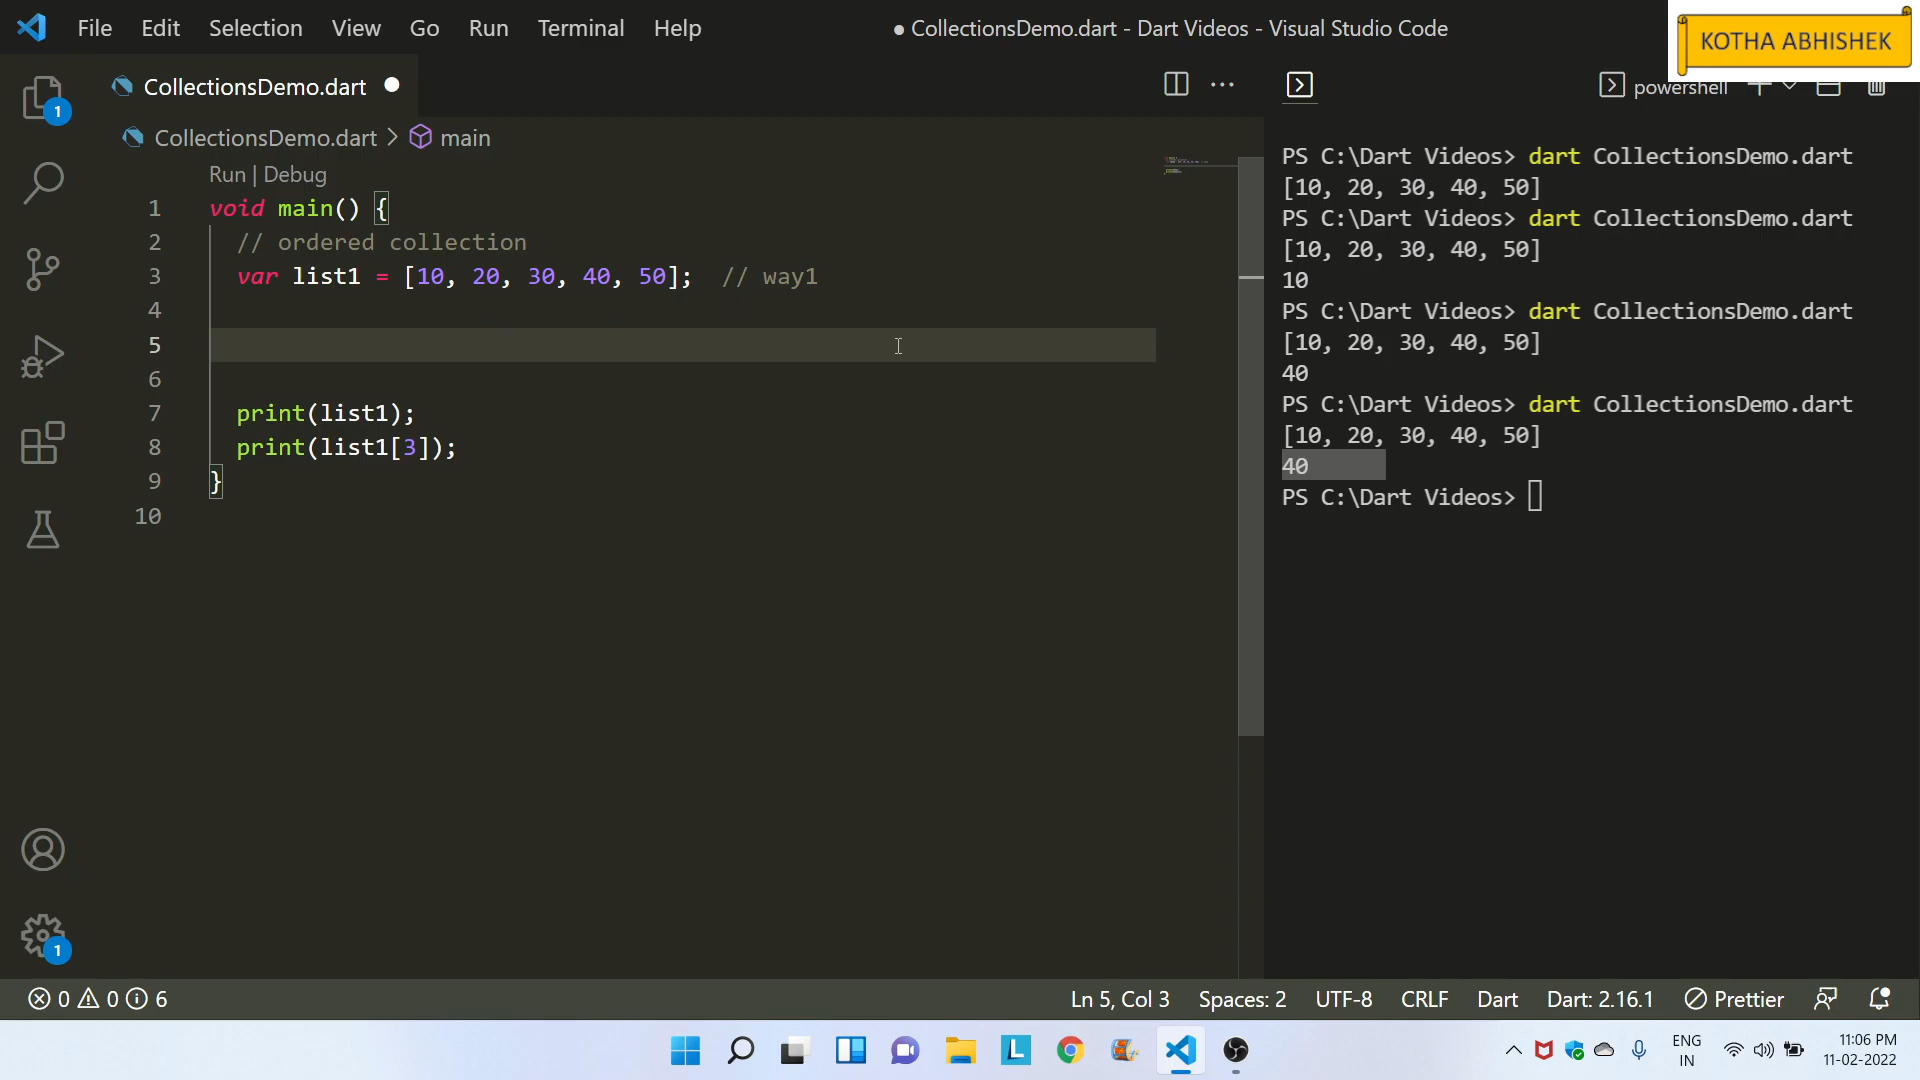 File Edit Selection View Go Run Terminal Help
● CollectionsDemo.dart - Dart Videos - Visual Studio Code
KOTHA ABHISHEK
CollectionsDemo.dart
powershell
1
CollectionsDemo.dart > main
Run | Debug
1 void main() {
2 // ordered collection
3 var list1 = [10, 20, 30, 40, 50]; // way1
4
5
6
7 print(list1);
8 print(list1[3]);
9 }
10
PS C:\Dart Videos> dart CollectionsDemo.dart
[10, 20, 30, 40, 50]
PS C:\Dart Videos> dart CollectionsDemo.dart
[10, 20, 30, 40, 50]
10
PS C:\Dart Videos> dart CollectionsDemo.dart
[10, 20, 30, 40, 50]
40
PS C:\Dart Videos> dart CollectionsDemo.dart
[10, 20, 30, 40, 50]
40
PS C:\Dart Videos>
1
0 0 6
Ln 5, Col 3 Spaces: 2 UTF-8 CRLF Dart Dart: 2.16.1 Prettier
L
ENG
IN
11:06 PM
11-02-2022